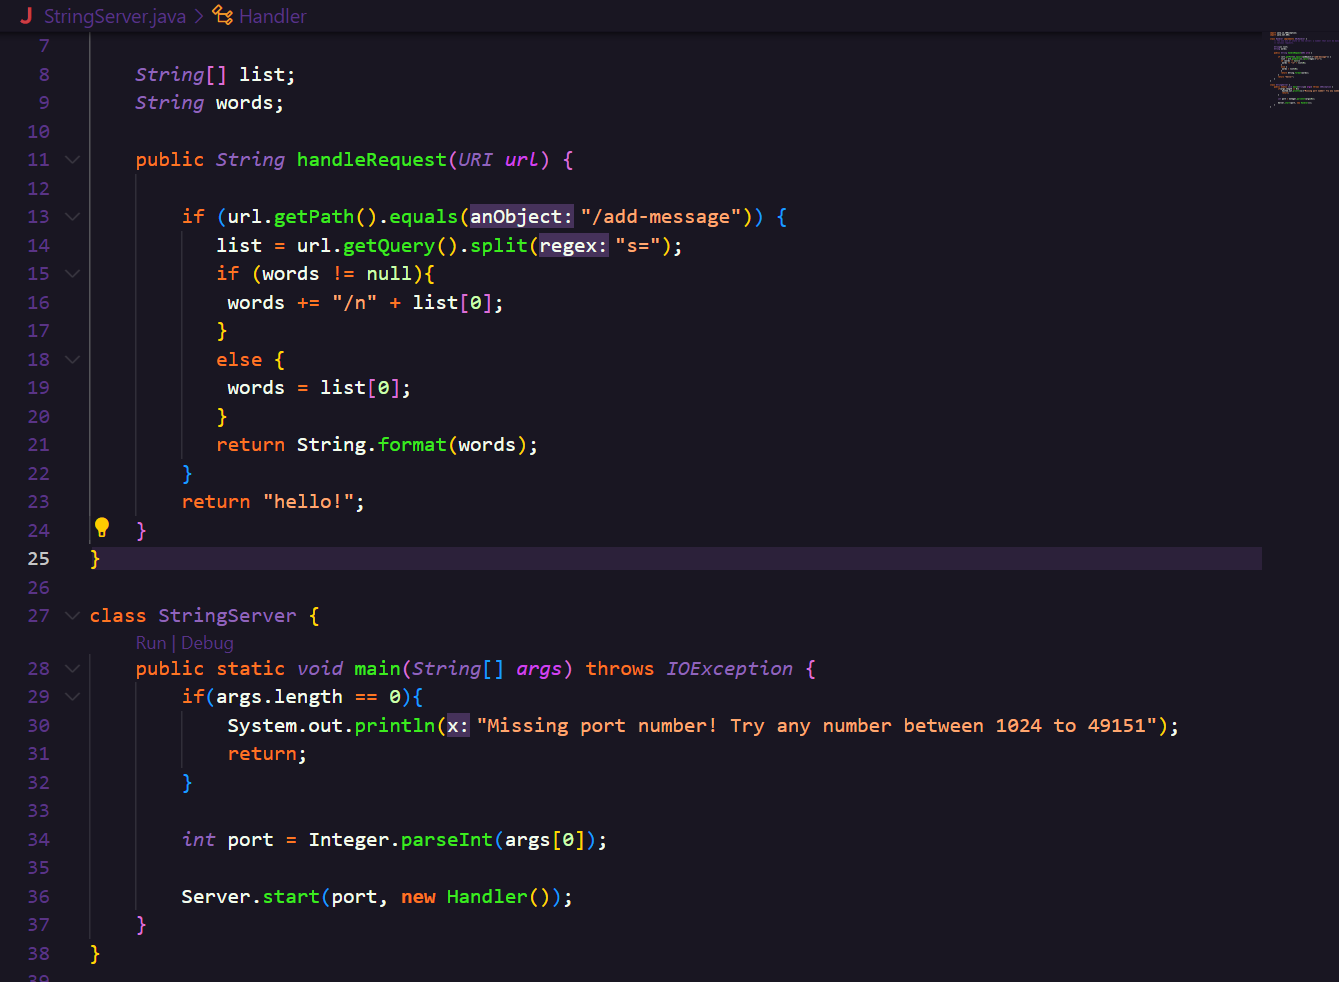 StringServer.java > Handler
7
8 String[] list;
9 String words;
10
11 public String handleRequest(URI url) {
12
13 if (url.getPath().equals(anObject: "/add-message")) {
14 list = url.getQuery().split(regex: "s=");
15 if (words != null){
16 words += "/n" + list[0];
17 }
18 else {
19 words = list[0];
20 }
21 return String.format(words);
22 }
23 return "hello!";
24 }
25 }
26
27 class StringServer {
Run | Debug
28 public static void main(String[] args) throws IOException {
29 if(args.length == 0){
30 System.out.println(x: "Missing port number! Try any number between 1024 to 49151");
31 return;
32 }
33
34 int port = Integer.parseInt(args[0]);
35
36 Server.start(port, new Handler());
37 }
38 }
39